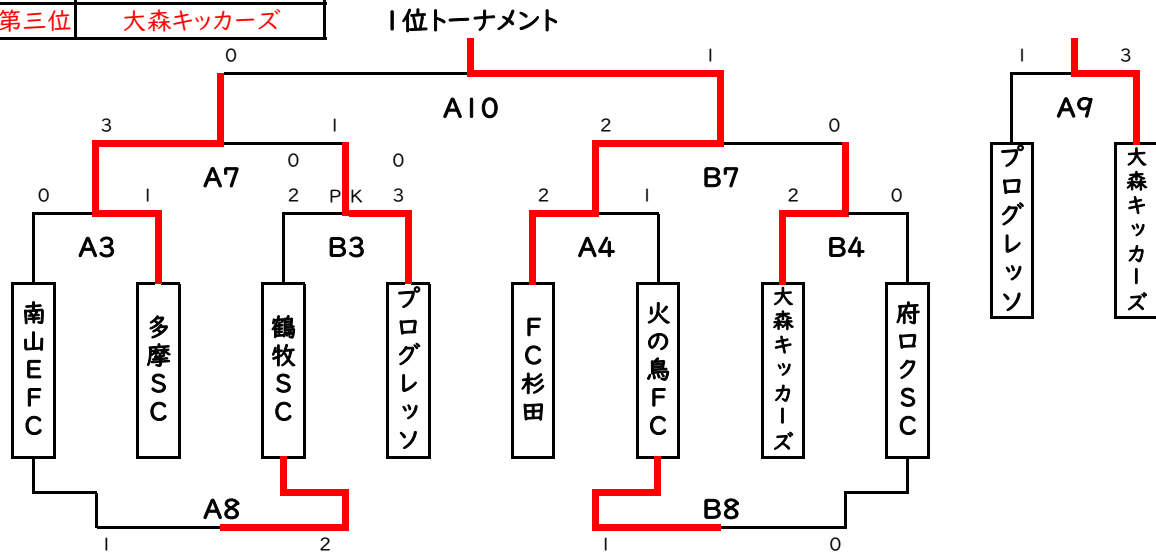 第三位 大森キッカーズ
1位トーナメント
0 1 1 3
A10 A9
3 1 2 0
0 0
A7 B7
0 1 2 PK 3 2 1 2 0
A3 B3 A4 B4
南山EFC
多摩SC
鶴牧SC
プログレッソ
FC杉田
火の鳥FC
大森キッカーズ
府ロクSC
プログレッソ
大森キッカーズ
A8 B8
1 2 1 0